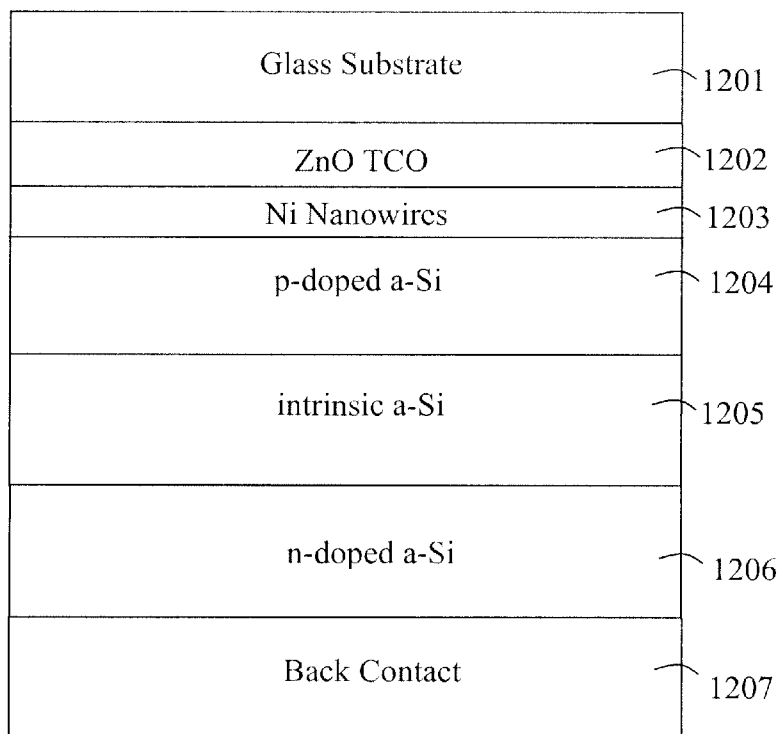 Glass Substrate
1201
ZnO TCO
1202
Ni Nanowires
1203
p-doped a-Si
1204
intrinsic a-Si
1205
n-doped a-Si
1206
Back Contact
1207